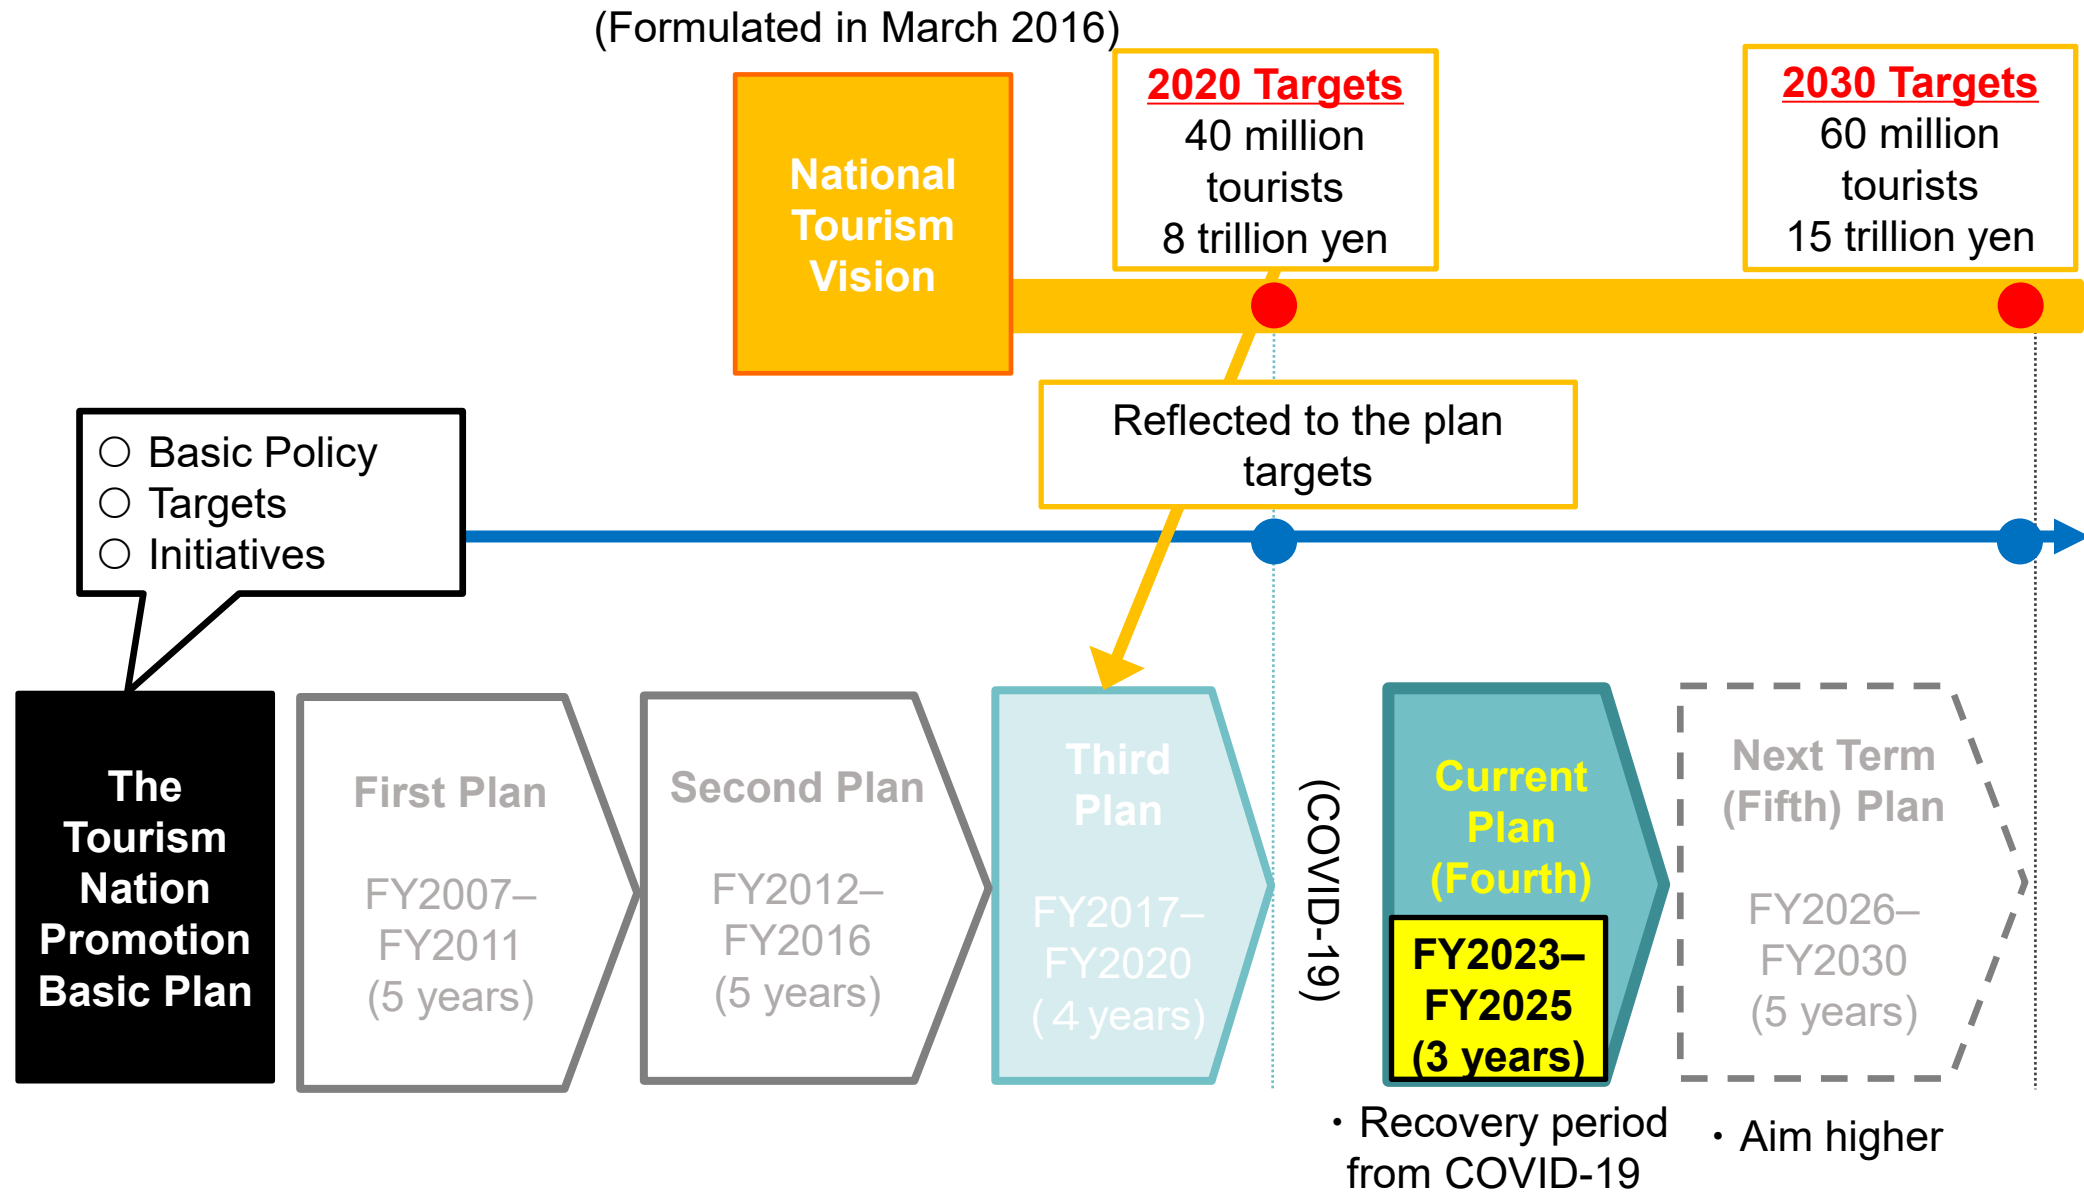 (Formulated in March 2016)
National
Tourism
Vision
2020 Targets
40 million
tourists
8 trillion yen
2030 Targets
60 million
tourists
15 trillion yen
Reflected to the plan
targets
○ Basic Policy
○ Targets
○ Initiatives
The
Tourism
Nation
Promotion
Basic Plan
First Plan
FY2007–
FY2011
(5 years)
Second Plan
FY2012–
FY2016
(5 years)
Third
Plan
FY2017–
FY2020
(４years)
(COVID-19)
Current
Plan
(Fourth)
FY2023–
FY2025
(3 years)
・Recovery period
from COVID-19
Next Term
(Fifth) Plan
FY2026–
FY2030
(5 years)
・Aim higher